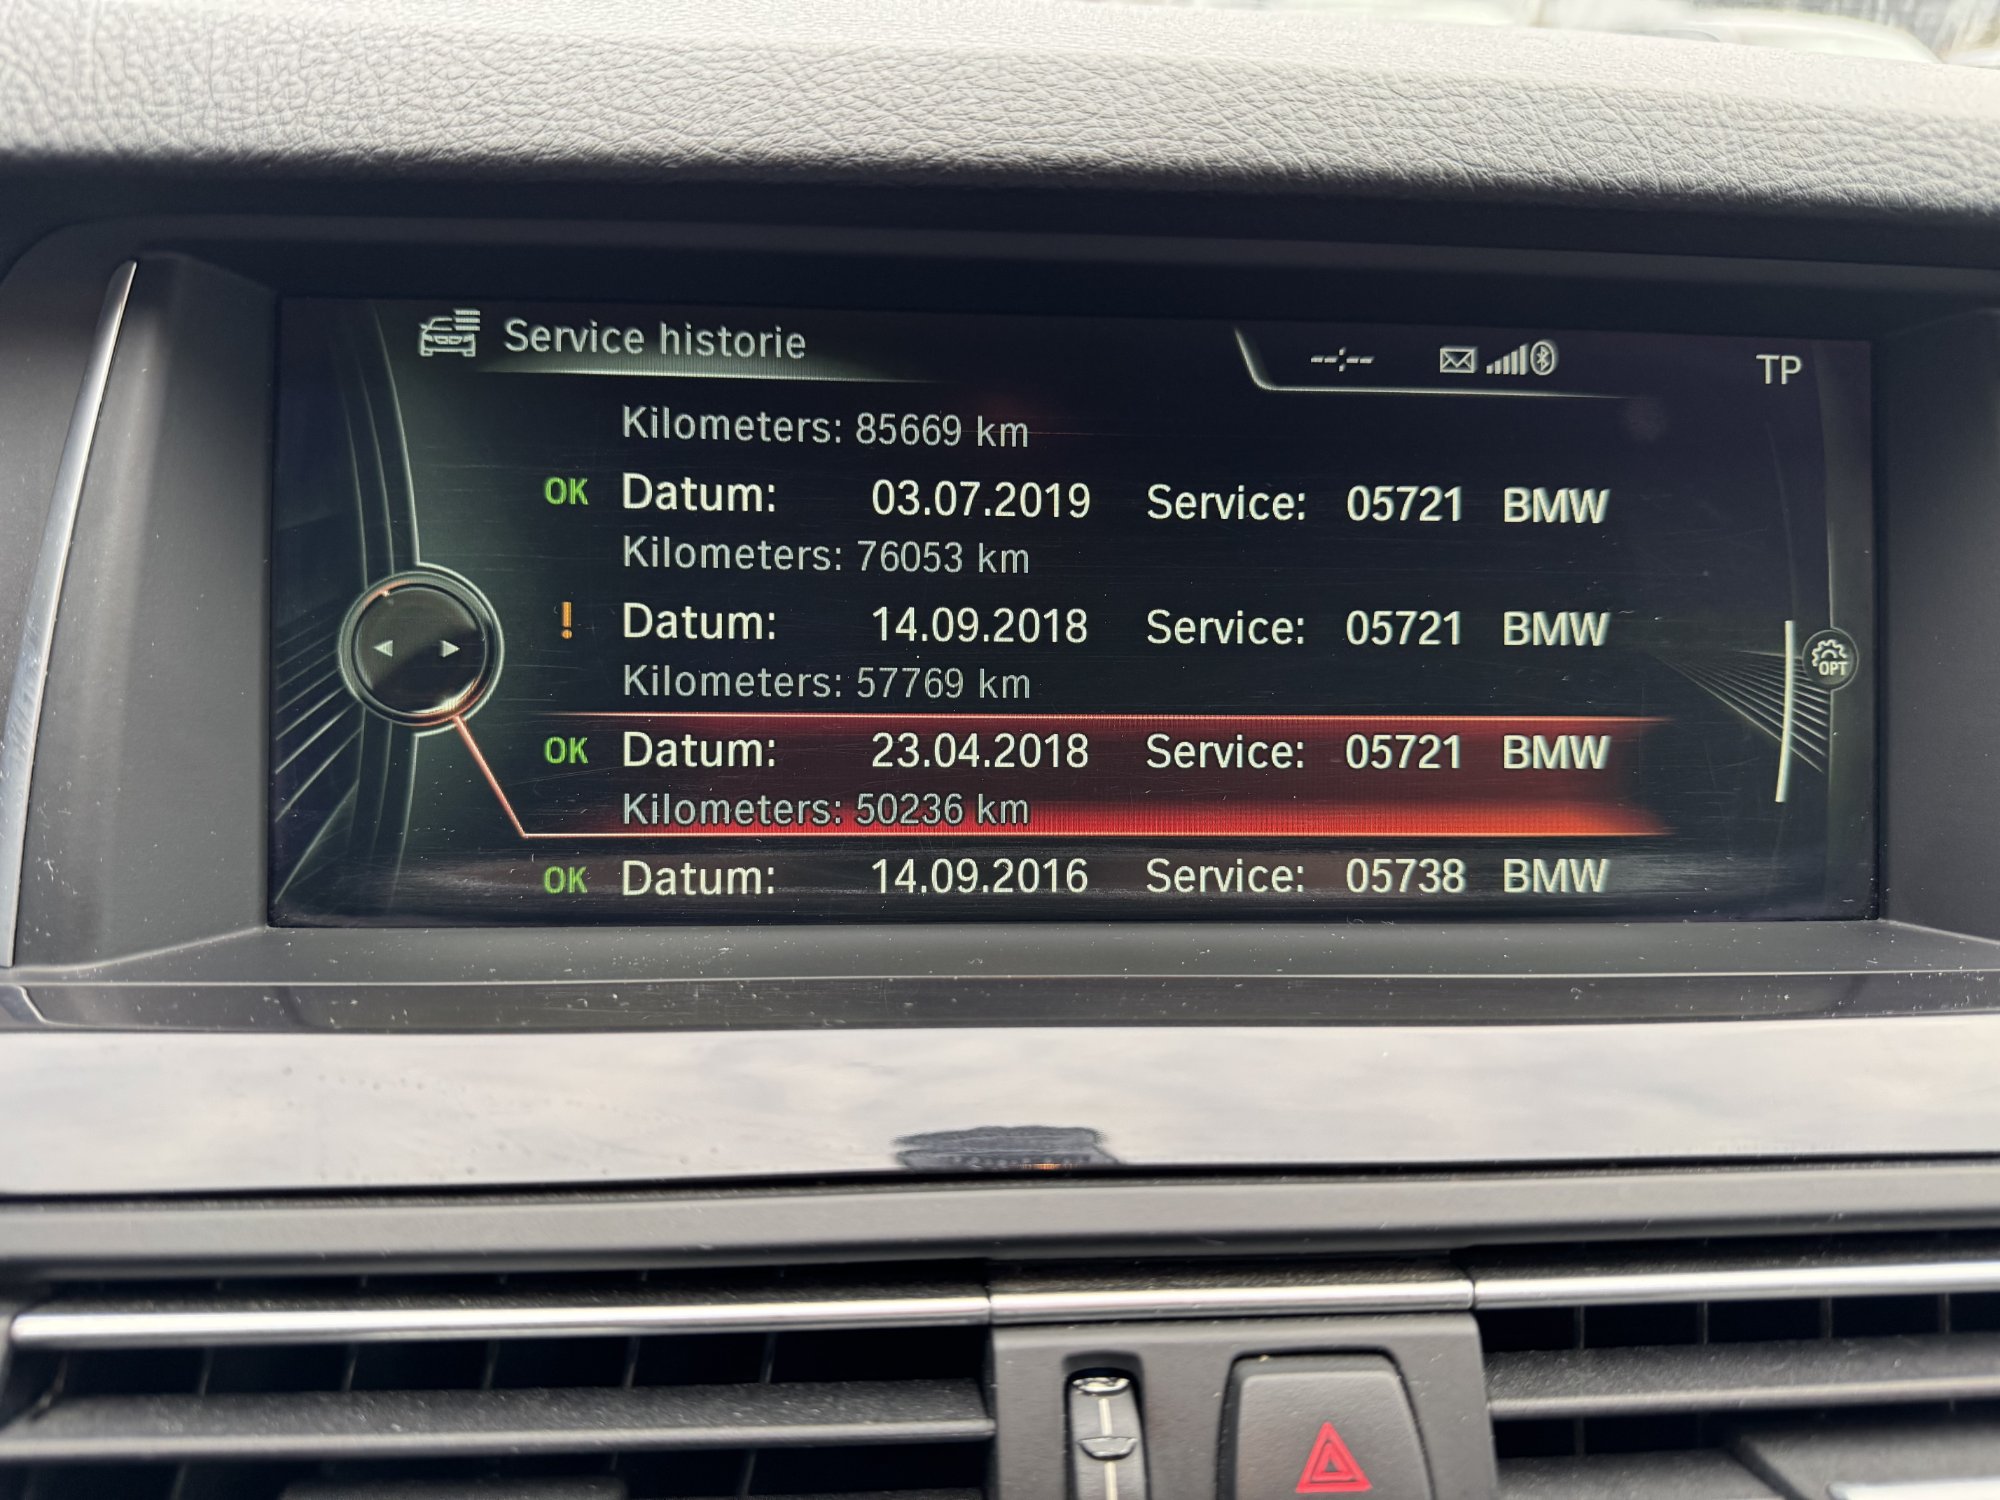 Service historie --:-- TP
Kilometers: 85669 km
OK Datum: 03.07.2019 Service: 05721 BMW
Kilometers: 76053 km
! Datum: 14.09.2018 Service: 05721 BMW
Kilometers: 57769 km
OK Datum: 23.04.2018 Service: 05721 BMW
Kilometers: 50236 km
OK Datum: 14.09.2016 Service: 05738 BMW
OPT